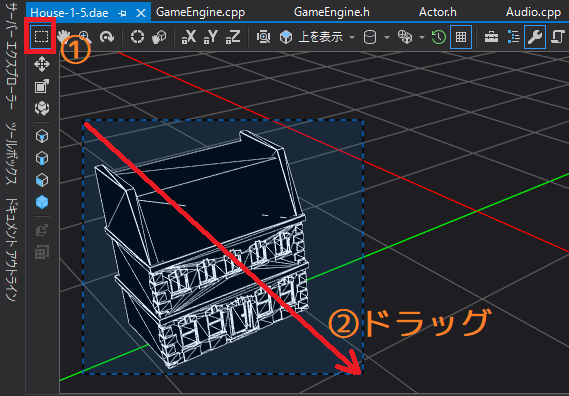 House-1-5.dae GameEngine.cpp GameEngine.h Actor.h Audio.cpp
X Y Z 上を表示
サーバー エクスプローラー ツールボックス ドキュメント アウトライン
①
②ドラッグ